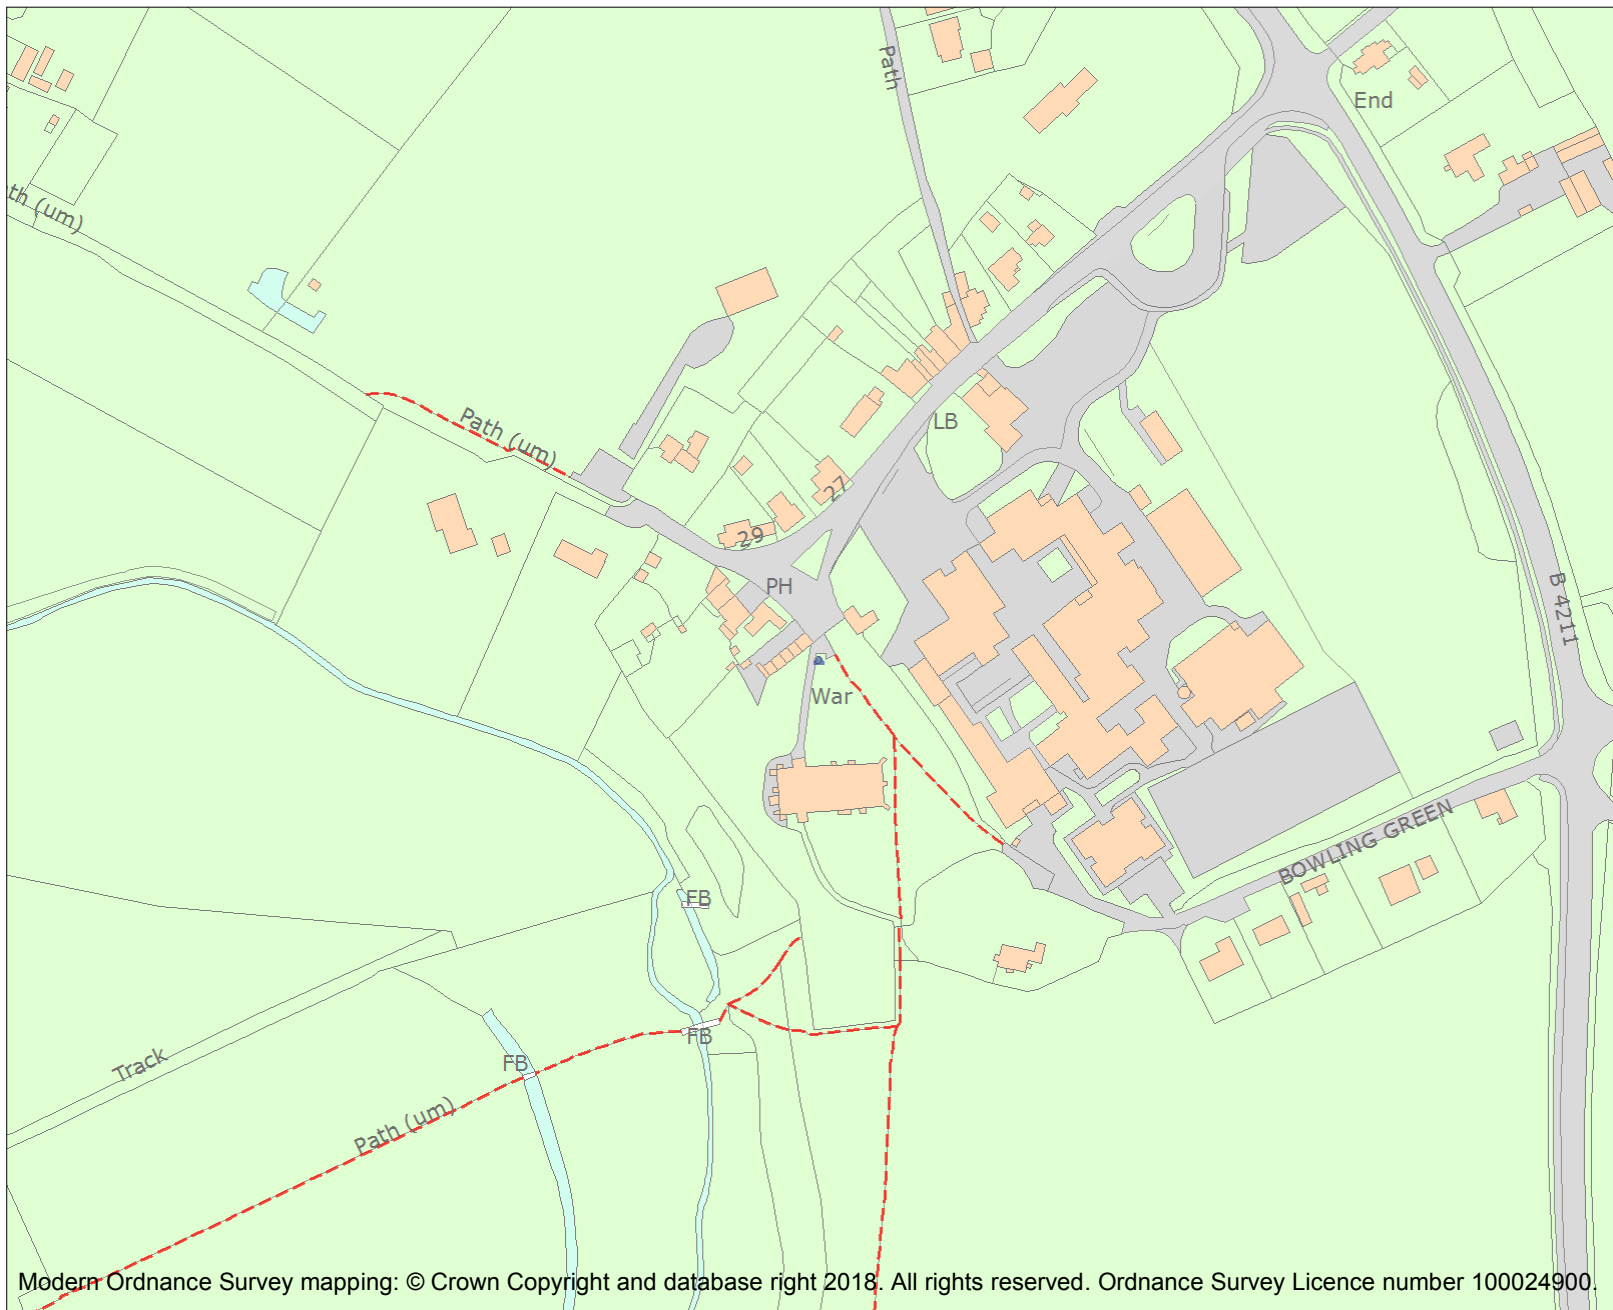 Path
End
ath (um)
Path (um)
LB
27
29
PH
B 4211
War
BOWLING GREEN
FB
FB
FB
Track
Path (um)
Modern Ordnance Survey mapping: © Crown Copyright and database right 2018. All rights reserved. Ordnance Survey Licence number 100024900.